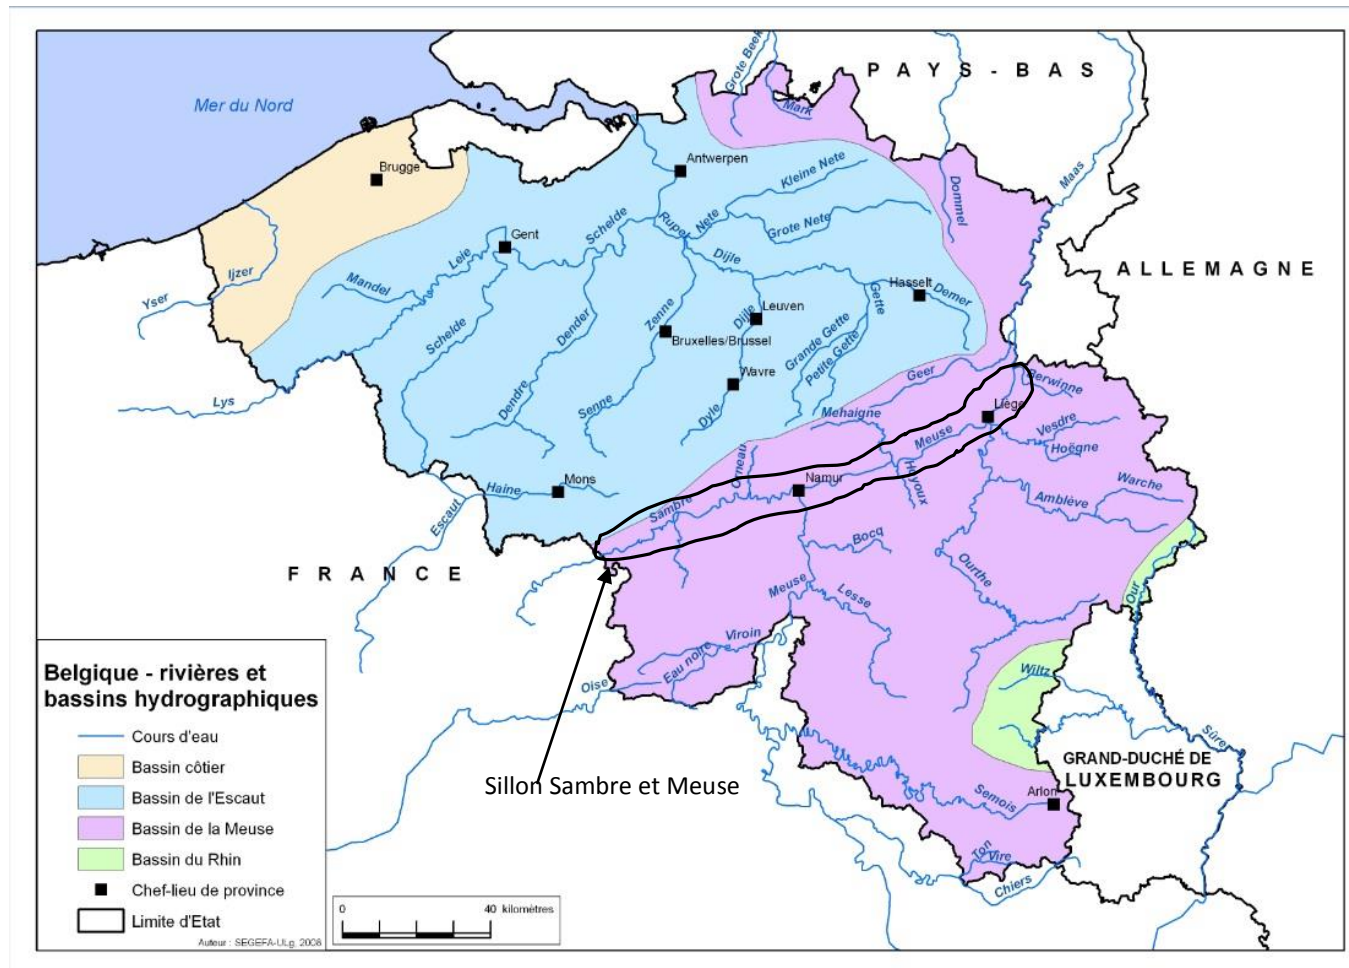 Mer du Nord
P A Y S - B A S
Grote Beek
Mark
Brugge
Antwerpen
Kleine Nete
Dommel
Maas
Schelde
Rupel
Nete
Grote Nete
Gent
Leie
Dijle
A L L E M A G N E
Ijzer
Yser
Mandel
Hasselt
Demer
Gette
Schelde
Dender
Zenne
Dijle
Leuven
Bruxelles/Brussel
Grande Gette
Petite Gette
Wavre
Geer
Berwinne
Lys
Dendre
Senne
Dyle
Mehaigne
Liège
Meuse
Vesdre
Hoëgne
Orneau
Hoyoux
Mons
Haine
Namur
Warche
Amblève
Sambre
Escaut
Bocq
F R A N C E
Ourthe
Meuse
Lesse
Our
Viroin
Eau noire
Oise
Wiltz
Sûre
Belgique - rivières et
bassins hydrographiques
Cours d'eau
Bassin côtier
Bassin de l'Escaut
Bassin de la Meuse
Bassin du Rhin
Chef-lieu de province
Limite d'Etat
Auteur : SEGEFA-ULg, 2008
Sillon Sambre et Meuse
GRAND-DUCHÉ DE
LUXEMBOURG
Semois
Arlon
Ton
Vire
Chiers
0 40 kilomètres